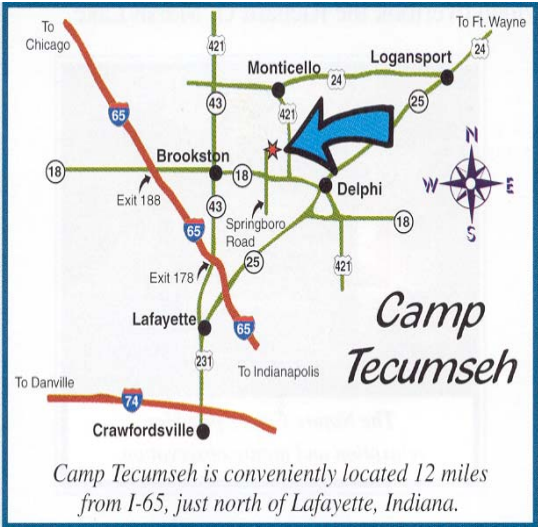 To
Chicago
421
To Ft. Wayne
24
Logansport
Monticello
24
43
25
421
65
N
Brookston
18
18
W
E
Exit 188
Delphi
43
S
Springboro
Road
18
65
25
421
Exit 178
Camp
Tecumseh
Lafayette
65
231
To Indianapolis
To Danville
74
Crawfordsville
Camp Tecumseh is conveniently located 12 miles
from I-65, just north of Lafayette, Indiana.